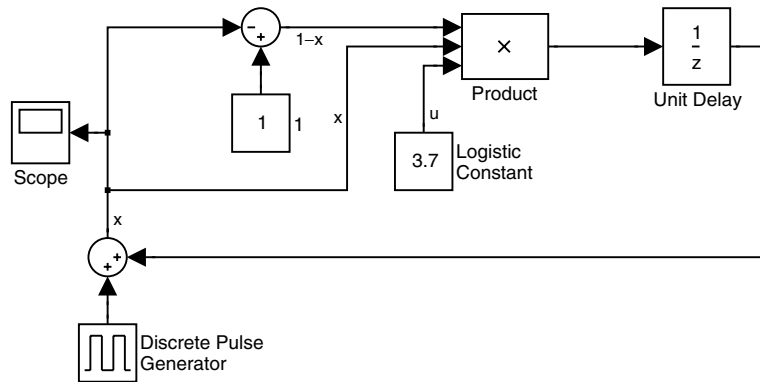 1
z
−
+
1−x
×
Product
Unit Delay
1
1
x
u
3.7
Logistic
Constant
Scope
x
+
+
Discrete Pulse
Generator